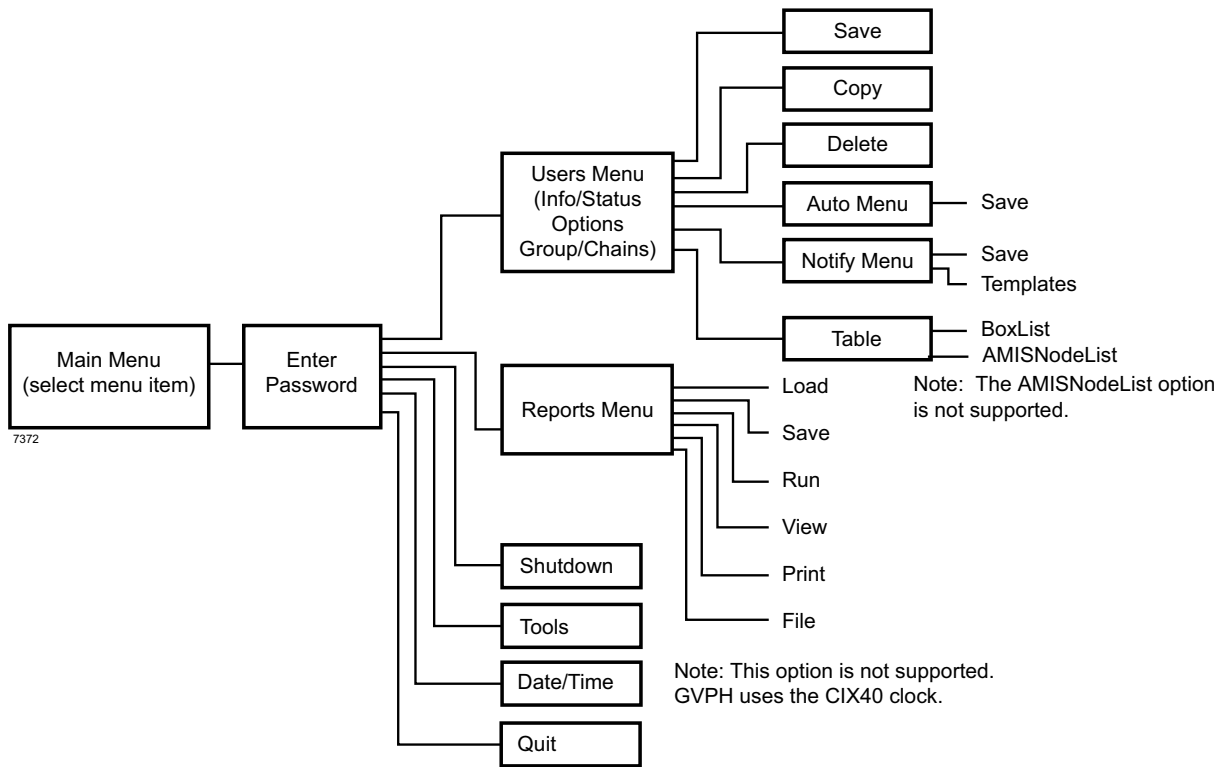 Save
Copy
Delete
Users Menu
(Info/Status
Options
Group/Chains)
Auto Menu
Save
Notify Menu
Save
Templates
Table
BoxList
AMISNodeList
Note: The AMISNodeList option
is not supported.
Main Menu
(select menu item)
7372
Enter
Password
Reports Menu
Load
Save
Run
View
Print
File
Shutdown
Tools
Date/Time
Note: This option is not supported.
GVPH uses the CIX40 clock.
Quit